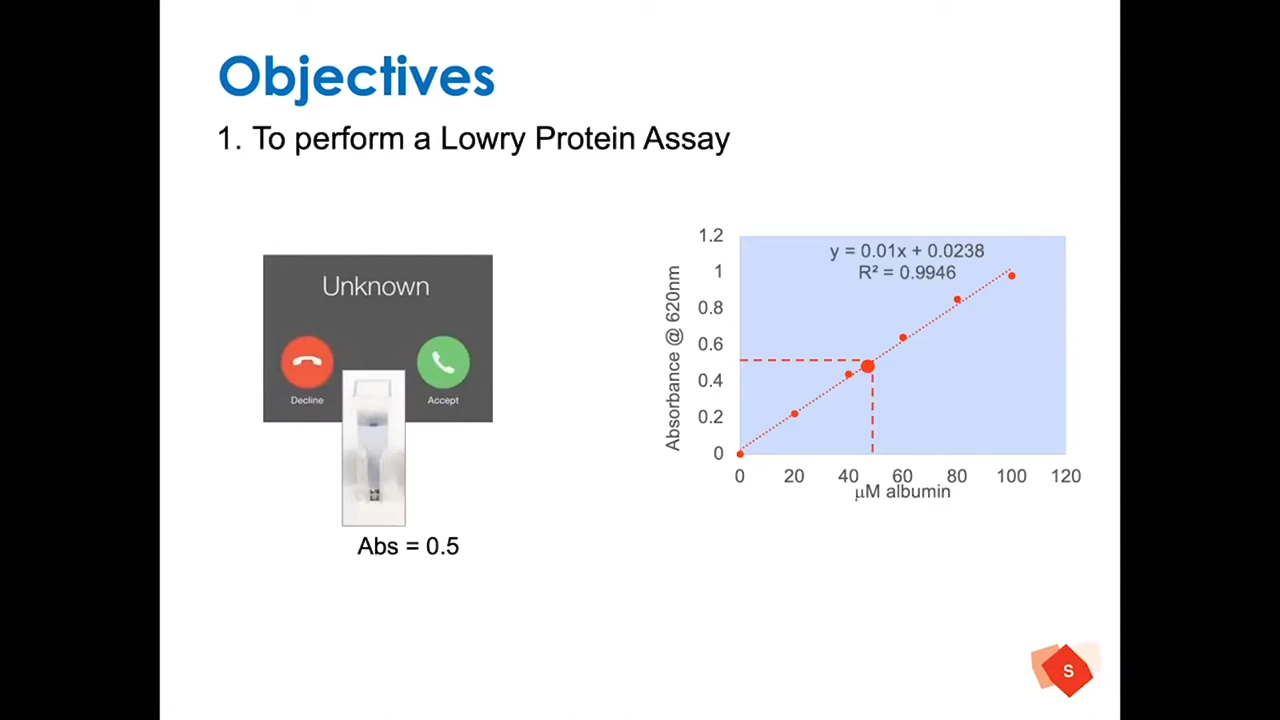 Objectives
1. To perform a Lowry Protein Assay
Unknown
Decline
Accept
Abs = 0.5
y = 0.01x + 0.0238
R² = 0.9946
Absorbance @ 620nm
1.2
1
0.8
0.6
0.4
0.2
0
0 20 40 60 80 100 120
µM albumin
S